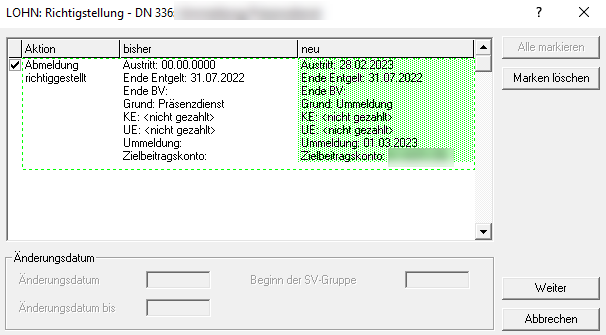 LOHN: Richtigstellung - DN 336
Aktion bisher neu
Abmeldung Austritt: 00.00.0000 Austritt: 28.02.2023
richtiggestellt Ende Entgelt: 31.07.2022 Ende Entgelt: 31.07.2022
Ende BV: Ende BV:
Grund: Präsenzdienst Grund: Ummeldung
KE: <nicht gezahlt> KE: <nicht gezahlt>
UE: <nicht gezahlt> UE: <nicht gezahlt>
Ummeldung: Ummeldung: 01.03.2023
Zielbeitragskonto: Zielbeitragskonto:
Alle markieren
Marken löschen
Änderungsdatum
Änderungsdatum Beginn der SV-Gruppe
Änderungsdatum bis
Weiter
Abbrechen